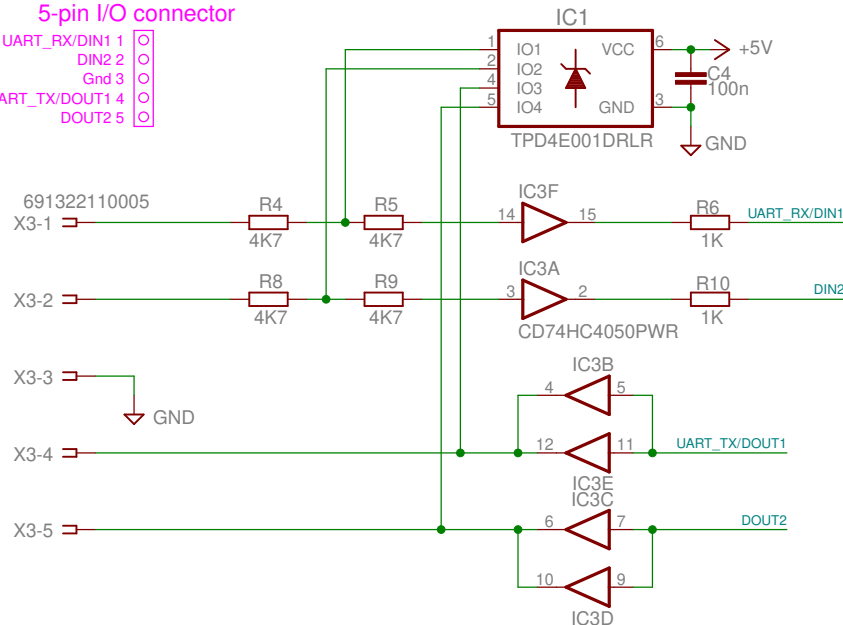 5-pin I/O connector
UART_RX/DIN1 1
DIN2 2
Gnd 3
ART_TX/DOUT1 4
DOUT2 5
IC1
1 IO1 VCC 6
2 IO2
4 IO3
5 IO4 GND 3
+5V
C4
100n
TPD4E001DRLR
GND
691322110005
X3-1
R4
4K7
R5
4K7
IC3F
14 15
R6
1K
UART_RX/DIN1
X3-2
R8
4K7
R9
4K7
IC3A
3 2
CD74HC4050PWR
R10
1K
DIN2
X3-3
GND
IC3B
4 5
X3-4
12 11
IC3E
UART_TX/DOUT1
IC3C
X3-5
6 7
DOUT2
10 9
IC3D